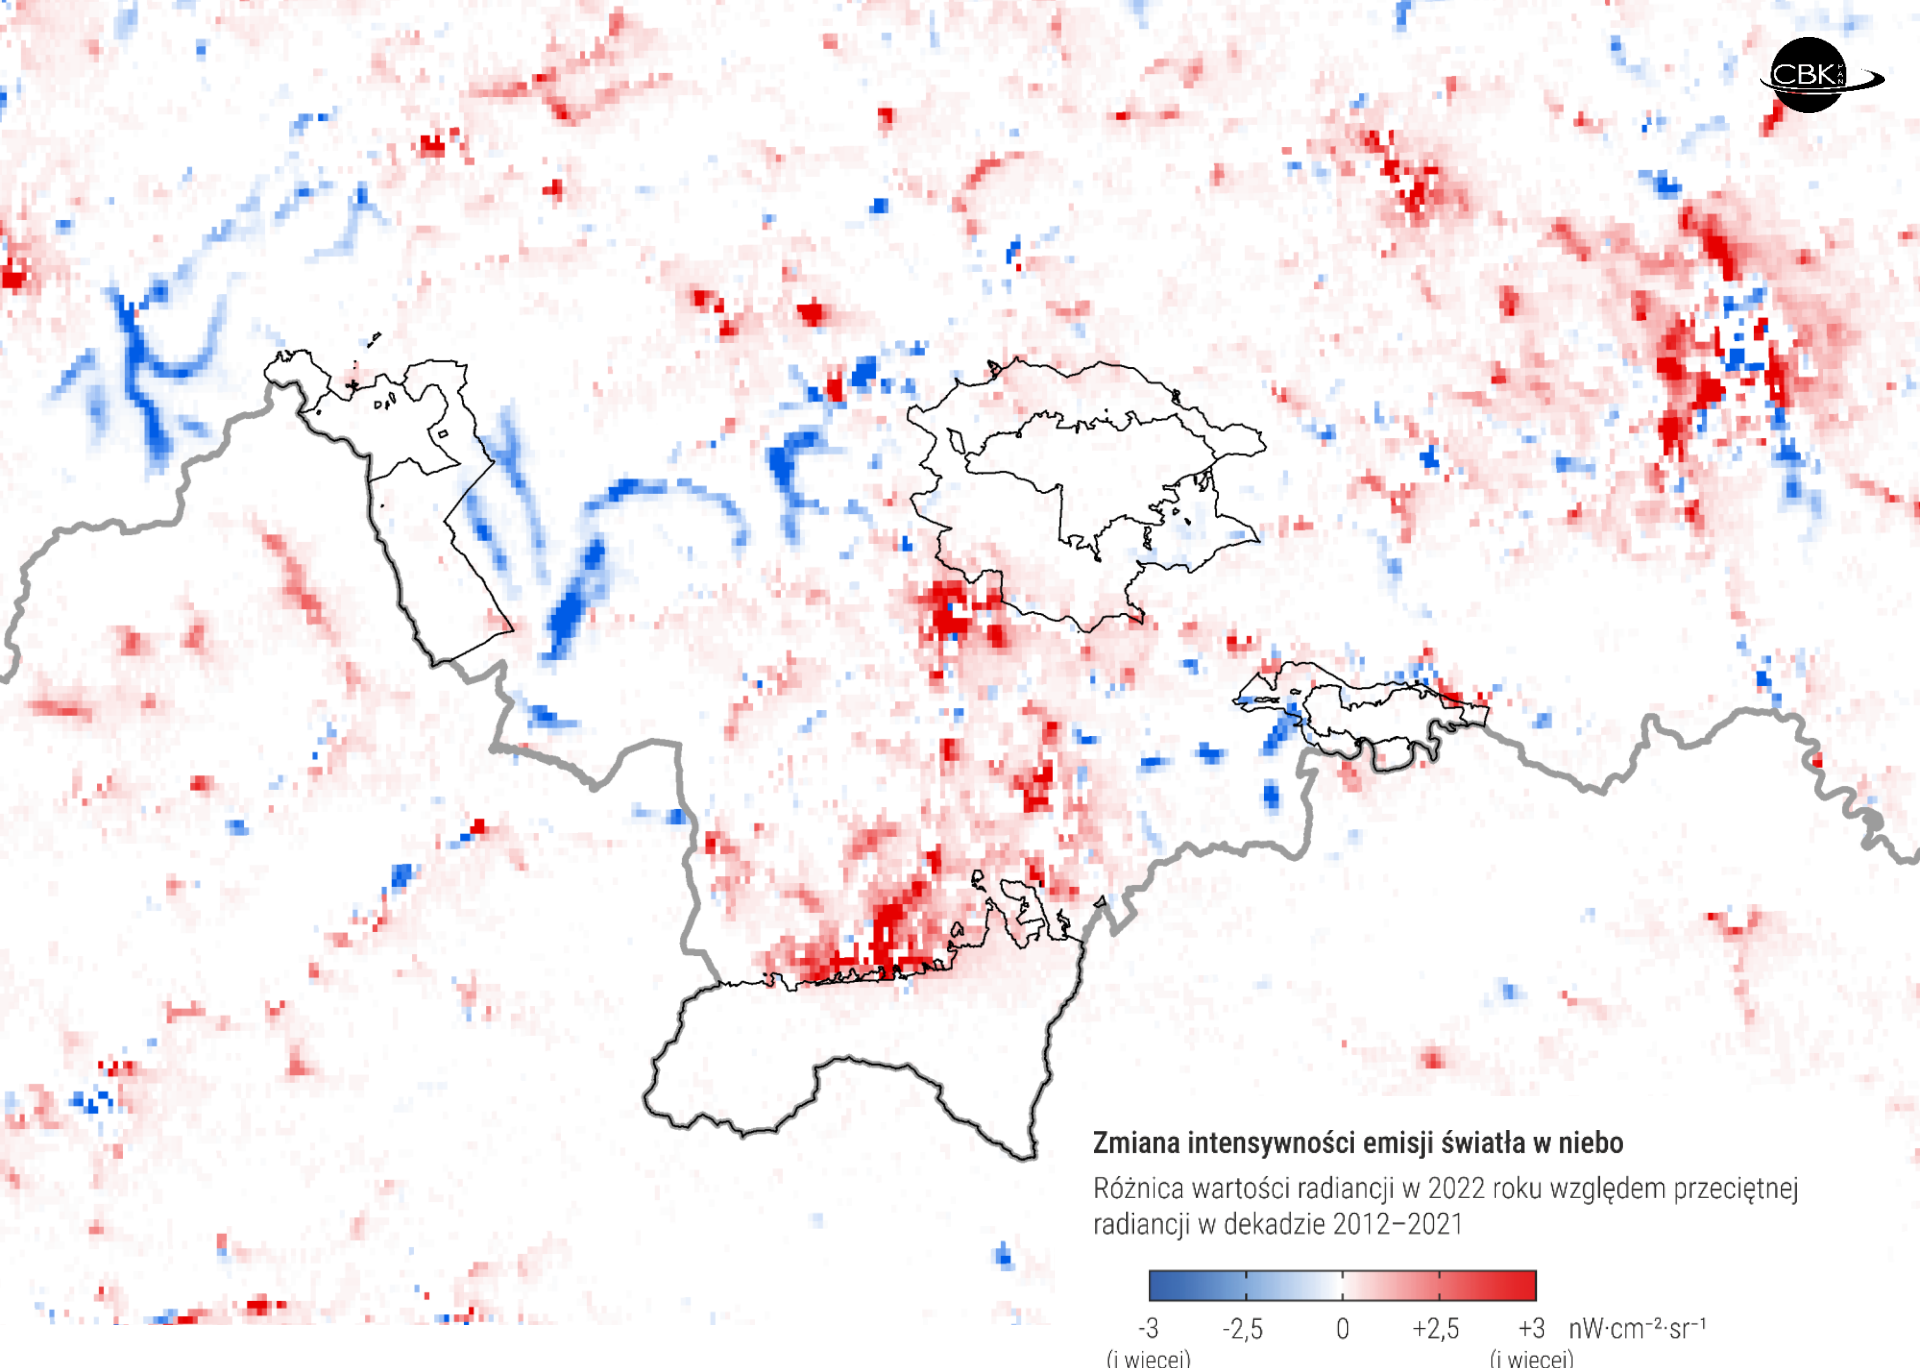 CBK PAN
Zmiana intensywności emisji światła w niebo
Różnica wartości radiancji w 2022 roku względem przeciętnej
radiancji w dekadzie 2012–2021
-3 -2,5 0 +2,5 +3 nW·cm⁻²·sr⁻¹
(i więcej) (i więcej)